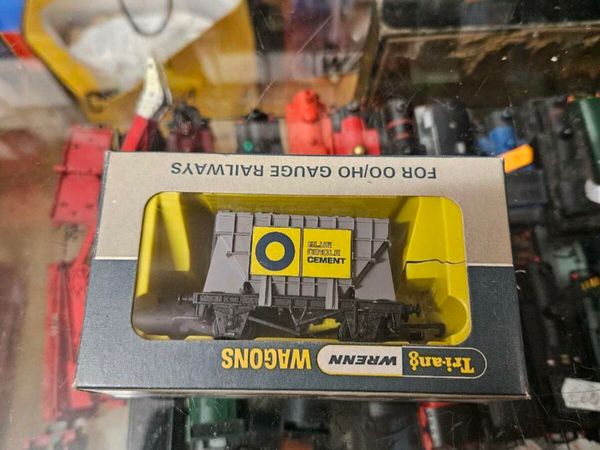 FOR OO/HO GAUGE RAILWAYS
BLUE
CIRCLE
CEMENT
Tri-ang WRENN WAGONS